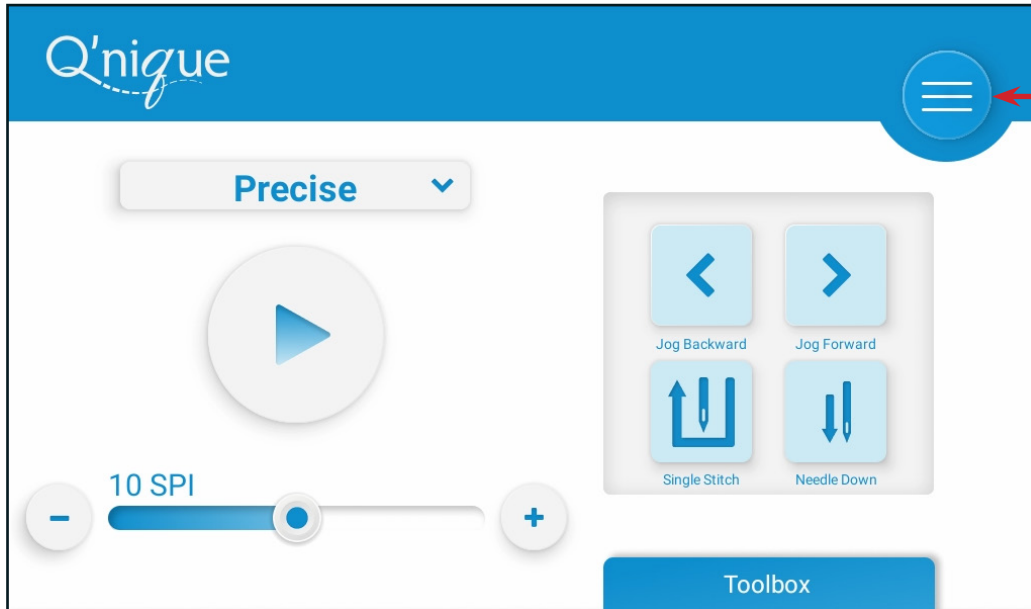 Q'nique
Precise
10 SPI
Jog Backward
Jog Forward
Single Stitch
Needle Down
Toolbox